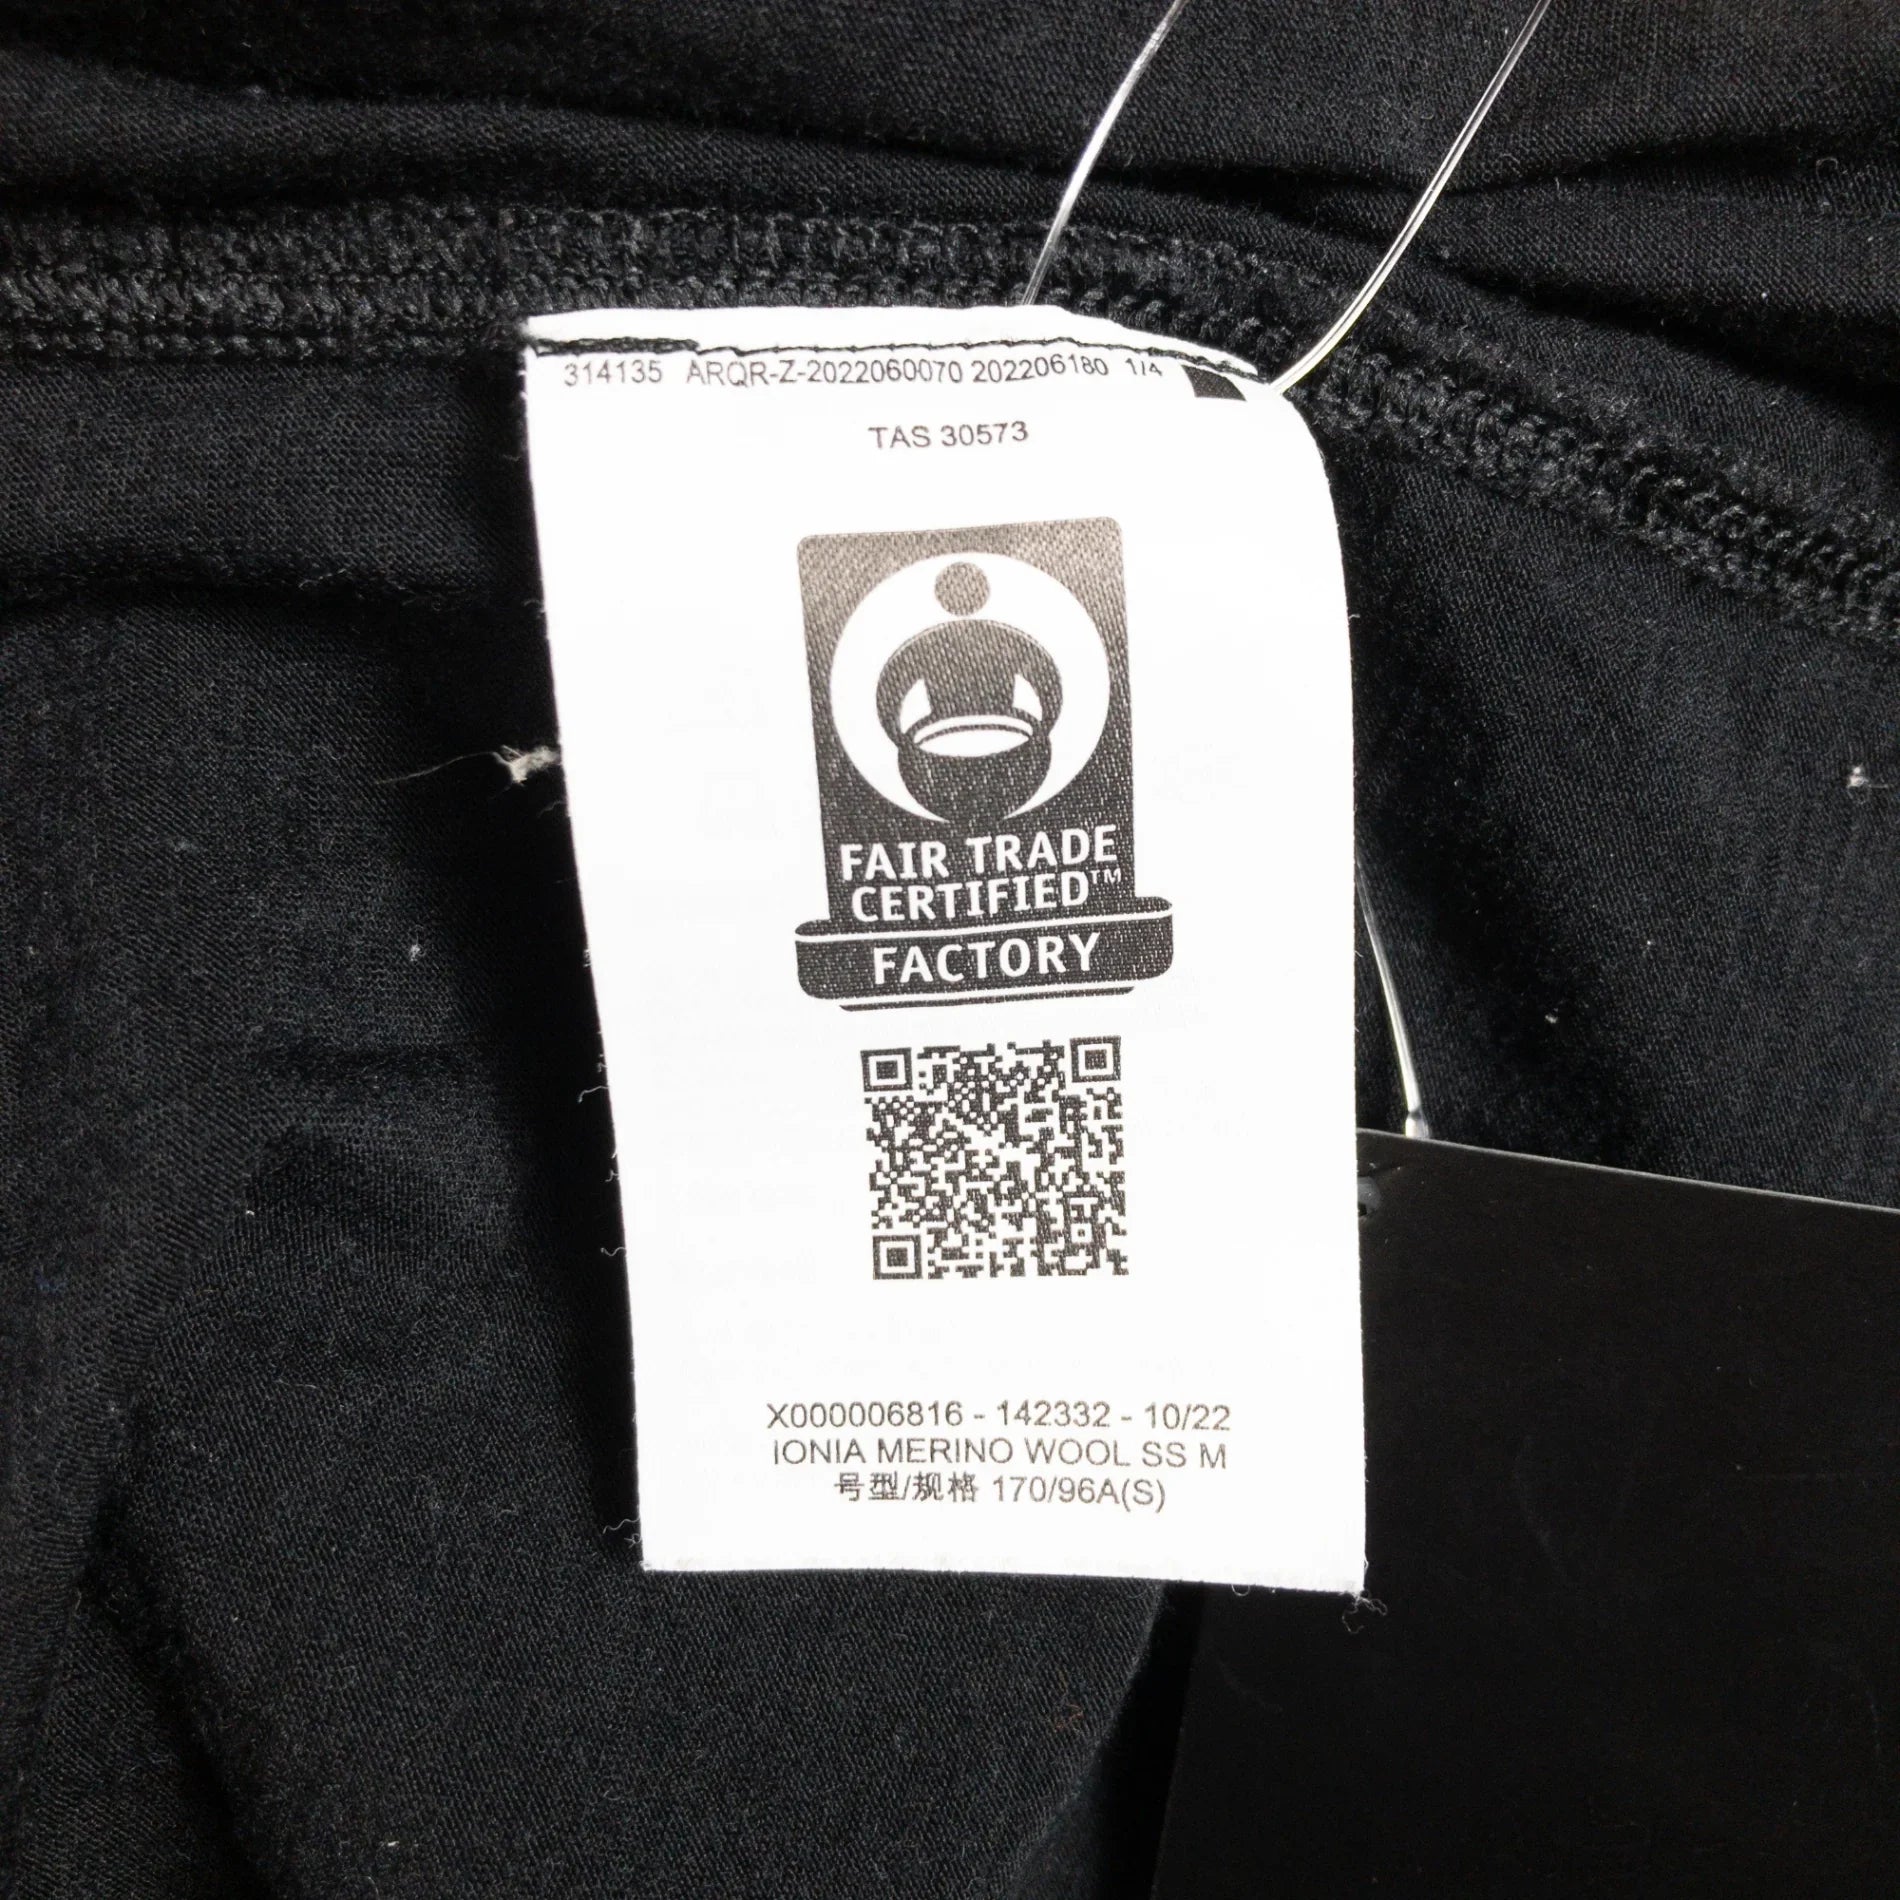 314135 ARQR-Z-2022060070 202206180 1/4
TAS 30573
FAIR TRADE
CERTIFIED™
FACTORY
X000006816 - 142332 - 10/22
IONIA MERINO WOOL SS M
号型/规格 170/96A(S)